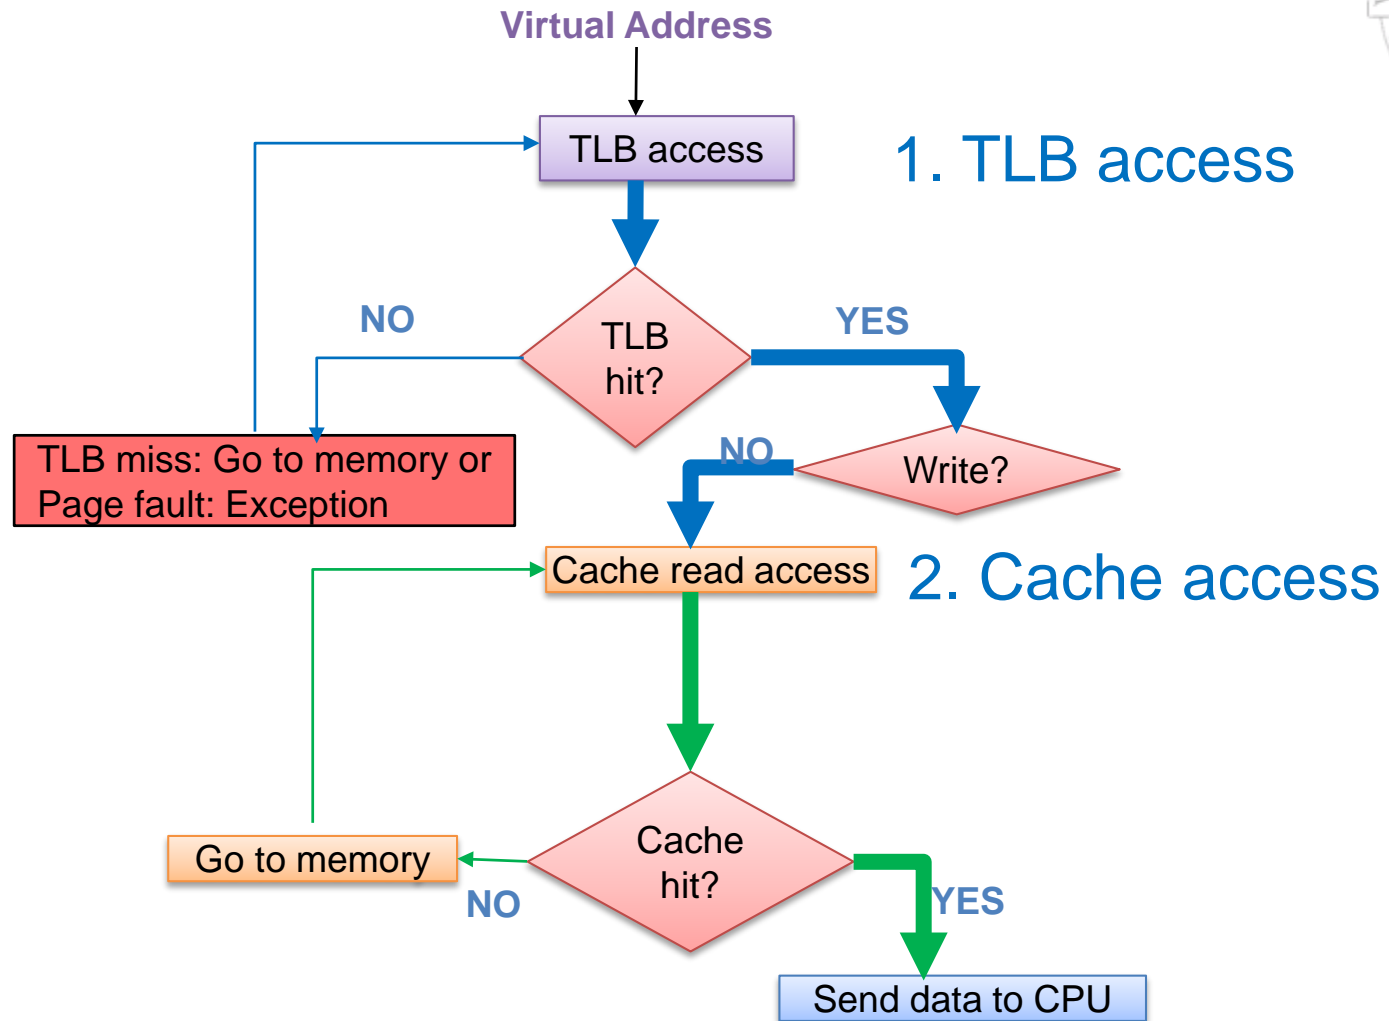 Virtual Address
TLB access
1. TLB access
NO
YES
TLB
hit?
TLB miss: Go to memory or
Page fault: Exception
NO
Write?
Cache read access
2. Cache access
Go to memory
Cache
hit?
NO
YES
Send data to CPU